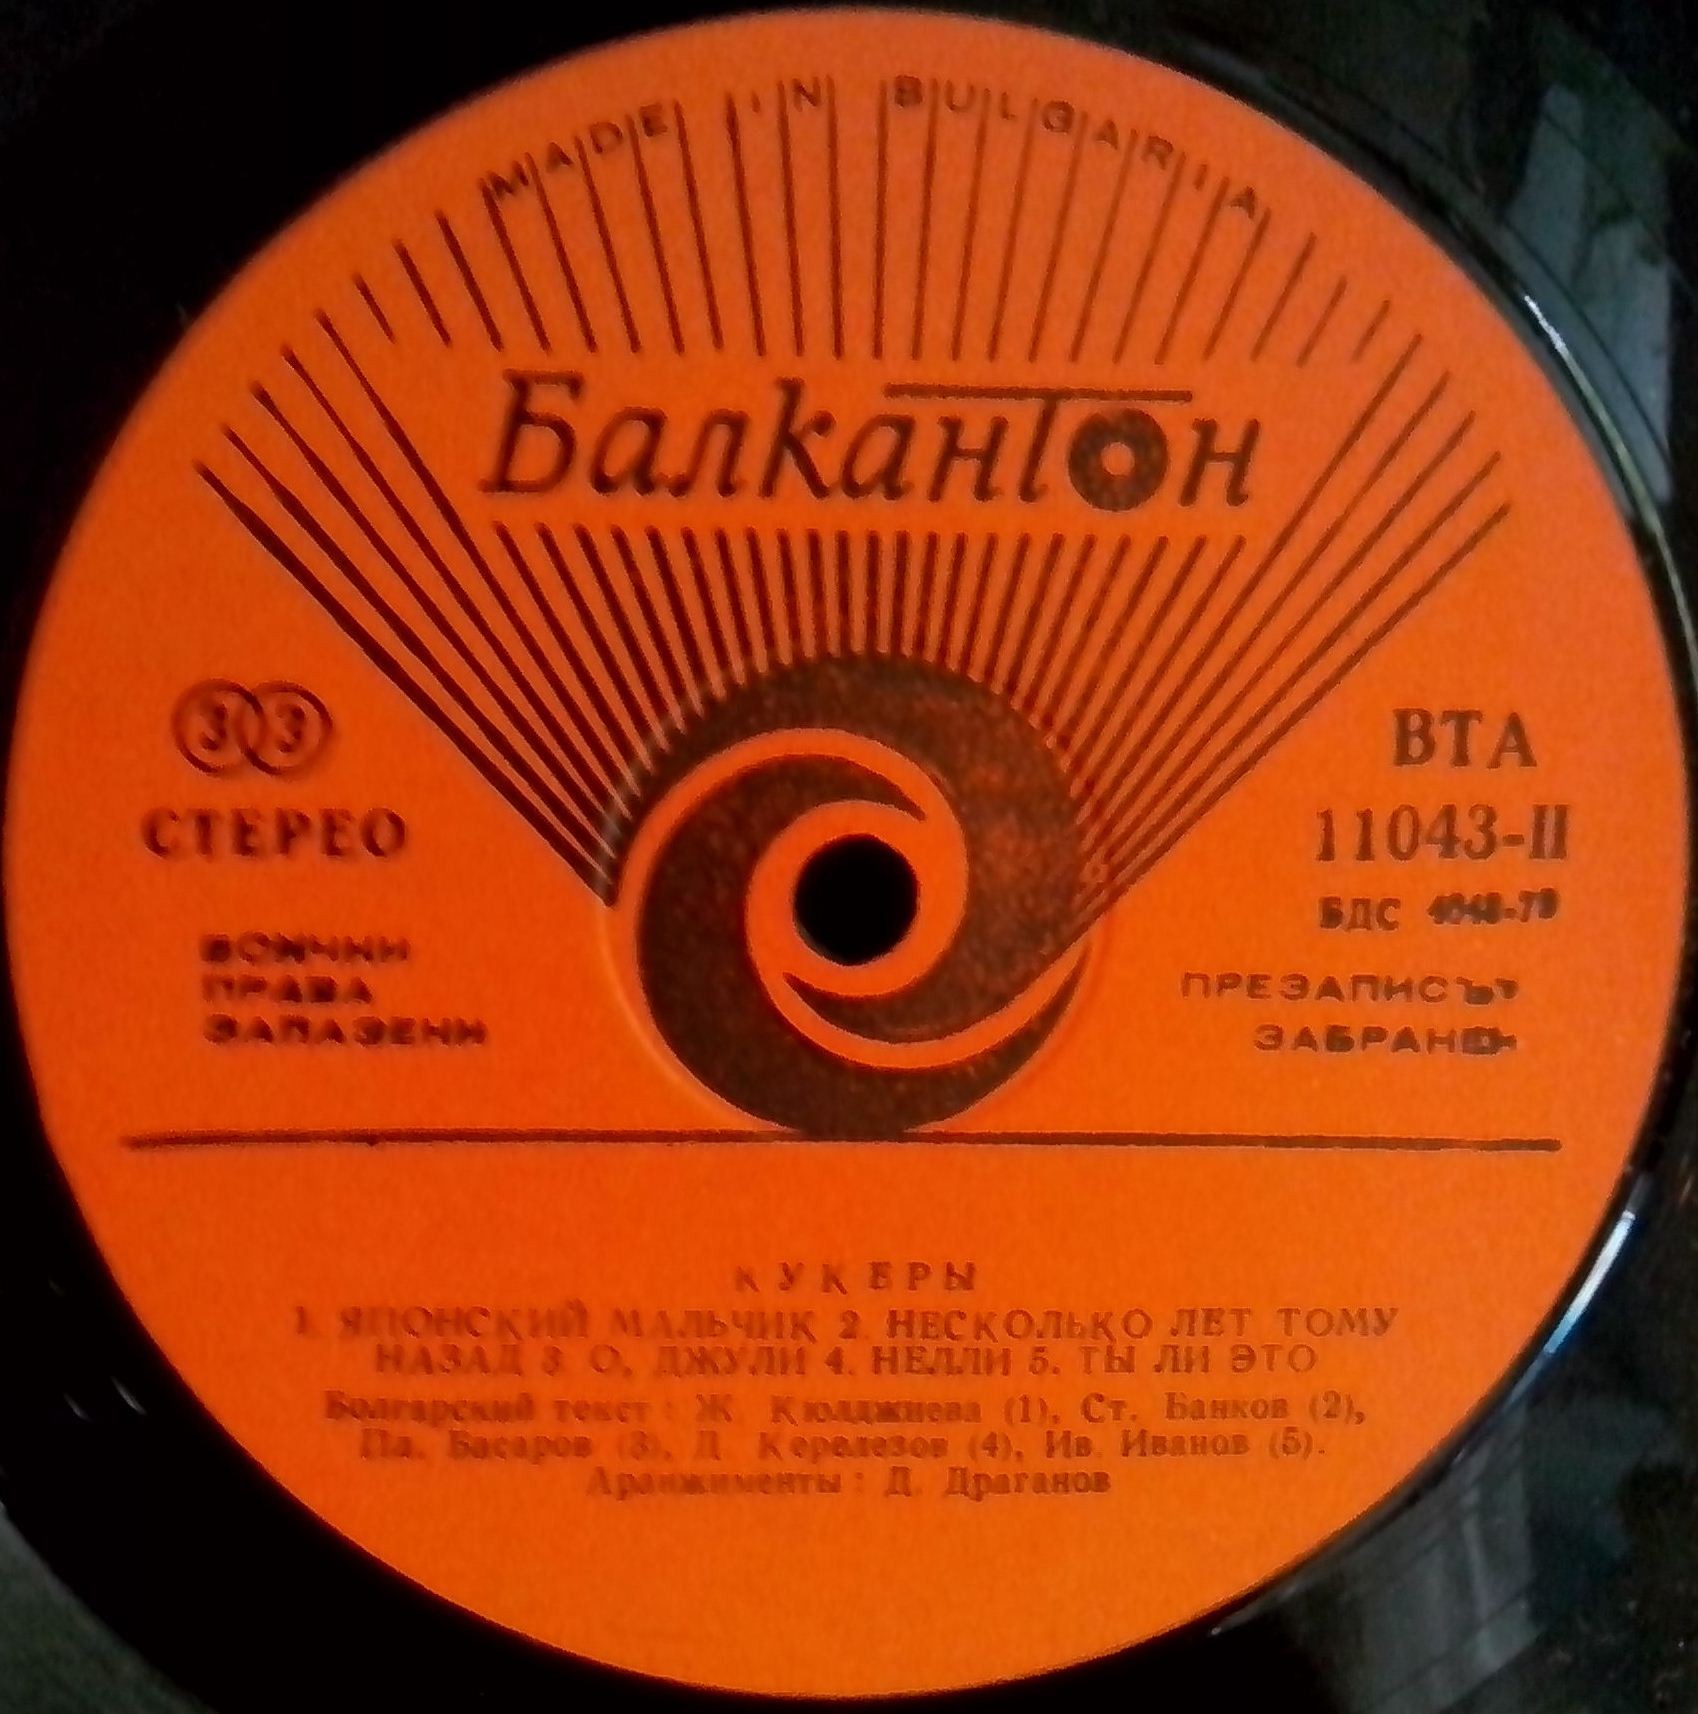 MADE IN BULGARIA
Балкантон
33
СТЕРЕО
ВСИЧКИ
ПРАВА
ЗАПАЗЕНИ
ВТА
11043-II
БДС
ПРЕЗАПИСЪТ
ЗАБРАНЕН
КУКЕРЫ
1. ЯПОНСКИЙ МАЛЬЧИК 2. НЕСКОЛЬКО ЛЕТ ТОМУ
НАЗАД 3. О, ДЖУЛИ 4. НЕЛЛИ 5. ТЫ ЛИ ЭТО
Болгарский текст: Ж. Кюлджиева (1), Ст. Банков (2),
Пл. Басаров (3), Д. Керелезов (4), Ив. Иванов (5).
Аранжименты: Д. Драганов